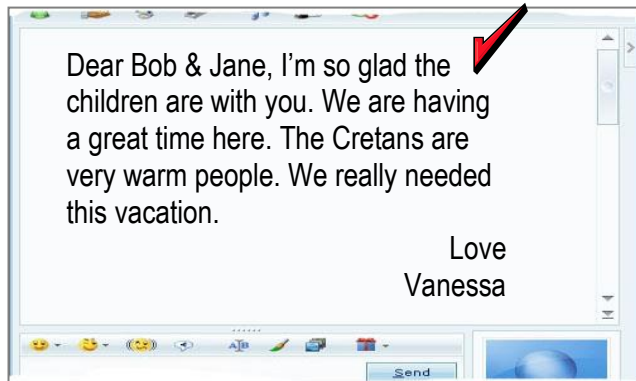 Dear Bob & Jane, I'm so glad the
children are with you. We are having
a great time here. The Cretans are
very warm people. We really needed
this vacation.
Love
Vanessa
A|B
Send